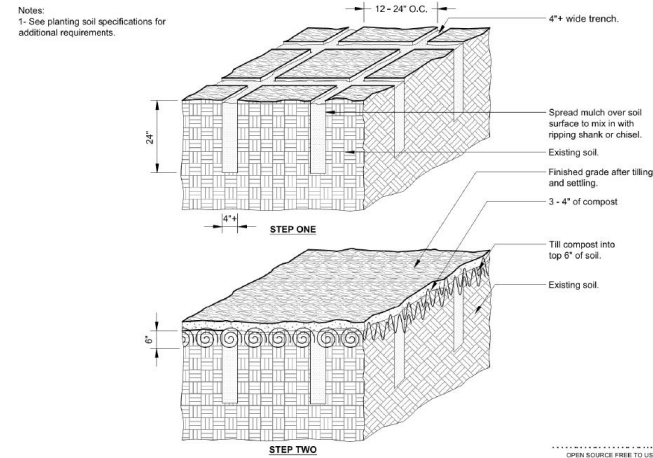 Notes:
1- See planting soil specifications for
additional requirements.
12 - 24" O.C.
4"+ wide trench.
24"
Spread mulch over soil
surface to mix in with
ripping shank or chisel.
Existing soil.
4"+
STEP ONE
Finished grade after tilling
and settling.
3 - 4" of compost
Till compost into
top 6" of soil.
Existing soil.
6"
STEP TWO
OPEN SOURCE FREE TO US